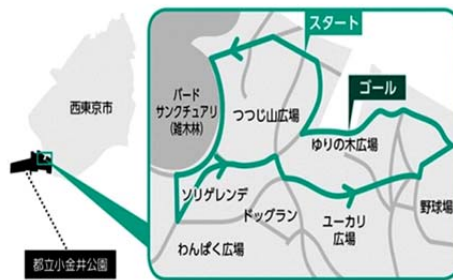 スタート
西東京市
バード
サンクチュアリ
(雑木林)
つつじ山広場
ゴール
ゆりの木広場
ソリゲレンデ
ドッグラン
ユーカリ
広場
野球場
わんぱく広場
都立小金井公園